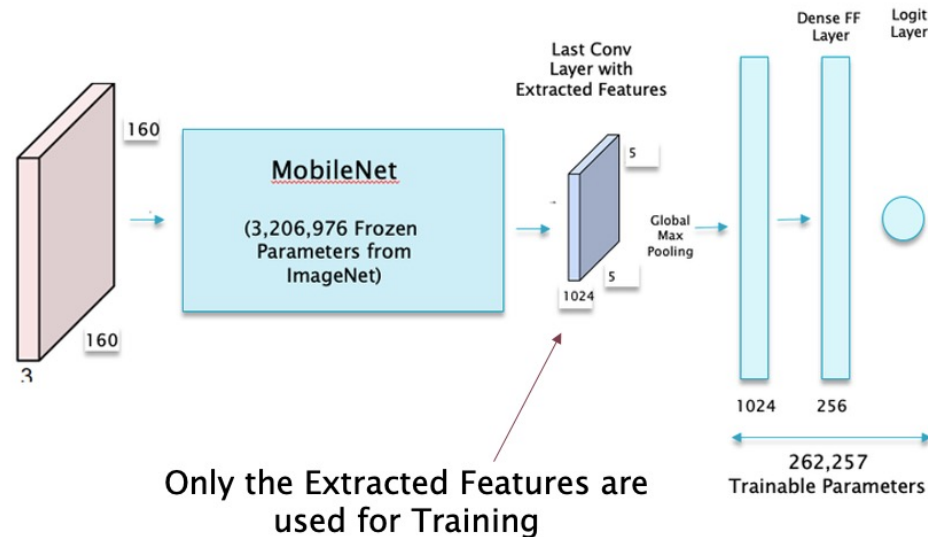 160
160
3
MobileNet
(3,206,976 Frozen
Parameters from
ImageNet)
Last Conv
Layer with
Extracted Features
5
5
1024
Global
Max
Pooling
Dense FF
Layer
Logit
Layer
1024
256
262,257
Trainable Parameters
Only the Extracted Features are
used for Training